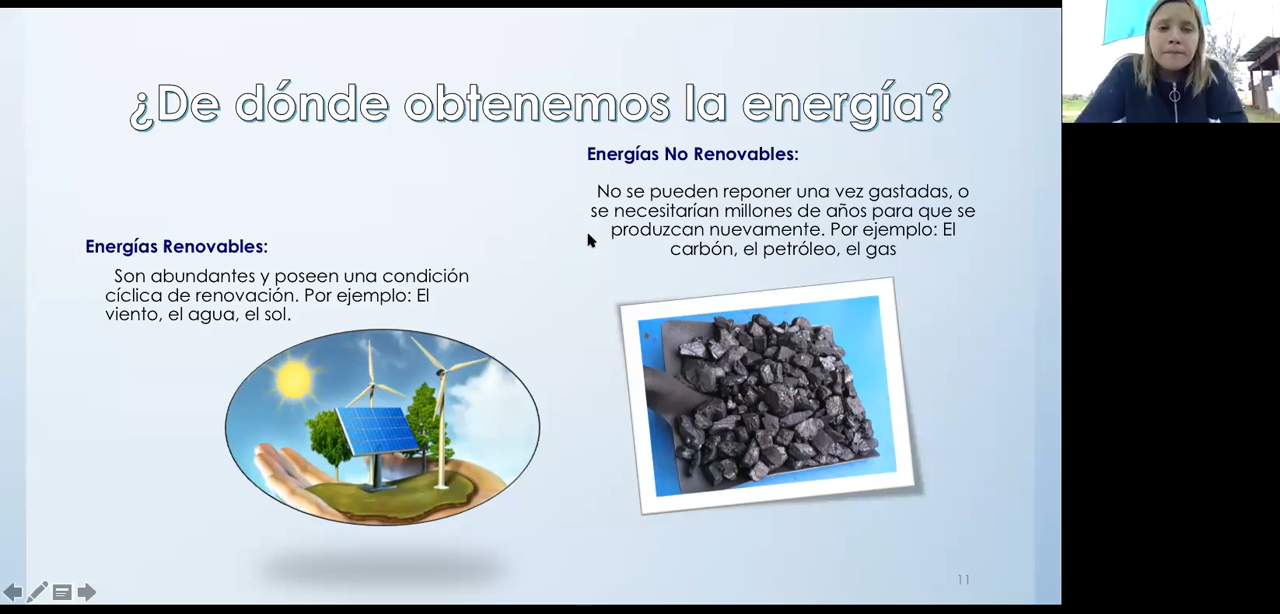 ¿De dónde obtenemos la energía?
Energías Renovables:
Son abundantes y poseen una condición
cíclica de renovación. Por ejemplo: El
viento, el agua, el sol.
Energías No Renovables:
No se pueden reponer una vez gastadas, o
se necesitarían millones de años para que se
produzcan nuevamente. Por ejemplo: El
carbón, el petróleo, el gas
11